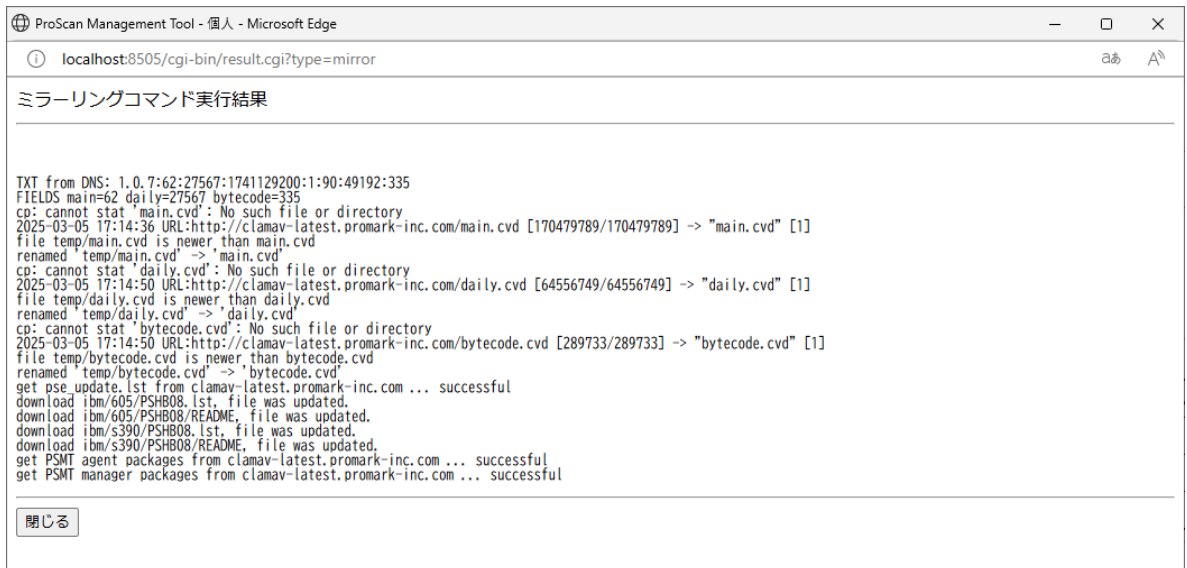 ProScan Management Tool - 個人 - Microsoft Edge
localhost:8505/cgi-bin/result.cgi?type=mirror
aあ
A
ミラーリングコマンド実行結果
TXT from DNS: 1.0.7:62:27567:1741129200:1:90:49192:335
FIELDS main=62 daily=27567 bytecode=335
cp: cannot stat 'main.cvd': No such file or directory
2025-03-05 17:14:36 URL:http://clamav-latest.promark-inc.com/main.cvd [170479789/170479789] -> "main.cvd" [1]
file temp/main.cvd is newer than main.cvd
renamed 'temp/main.cvd' -> 'main.cvd'
cp: cannot stat 'daily.cvd': No such file or directory
2025-03-05 17:14:50 URL:http://clamav-latest.promark-inc.com/daily.cvd [64556749/64556749] -> "daily.cvd" [1]
file temp/daily.cvd is newer than daily.cvd
renamed 'temp/daily.cvd' -> 'daily.cvd'
cp: cannot stat 'bytecode.cvd': No such file or directory
2025-03-05 17:14:50 URL:http://clamav-latest.promark-inc.com/bytecode.cvd [289733/289733] -> "bytecode.cvd" [1]
file temp/bytecode.cvd is newer than bytecode.cvd
renamed 'temp/bytecode.cvd' -> 'bytecode.cvd'
get pse_update.lst from clamav-latest.promark-inc.com ... successful
download ibm/605/PSHB08.lst, file was updated.
download ibm/605/PSHB08/README, file was updated.
download ibm/s390/PSHB08.lst, file was updated.
download ibm/s390/PSHB08/README, file was updated.
get PSMT agent packages from clamav-latest.promark-inc.com ... successful
get PSMT manager packages from clamav-latest.promark-inc.com ... successful
閉じる